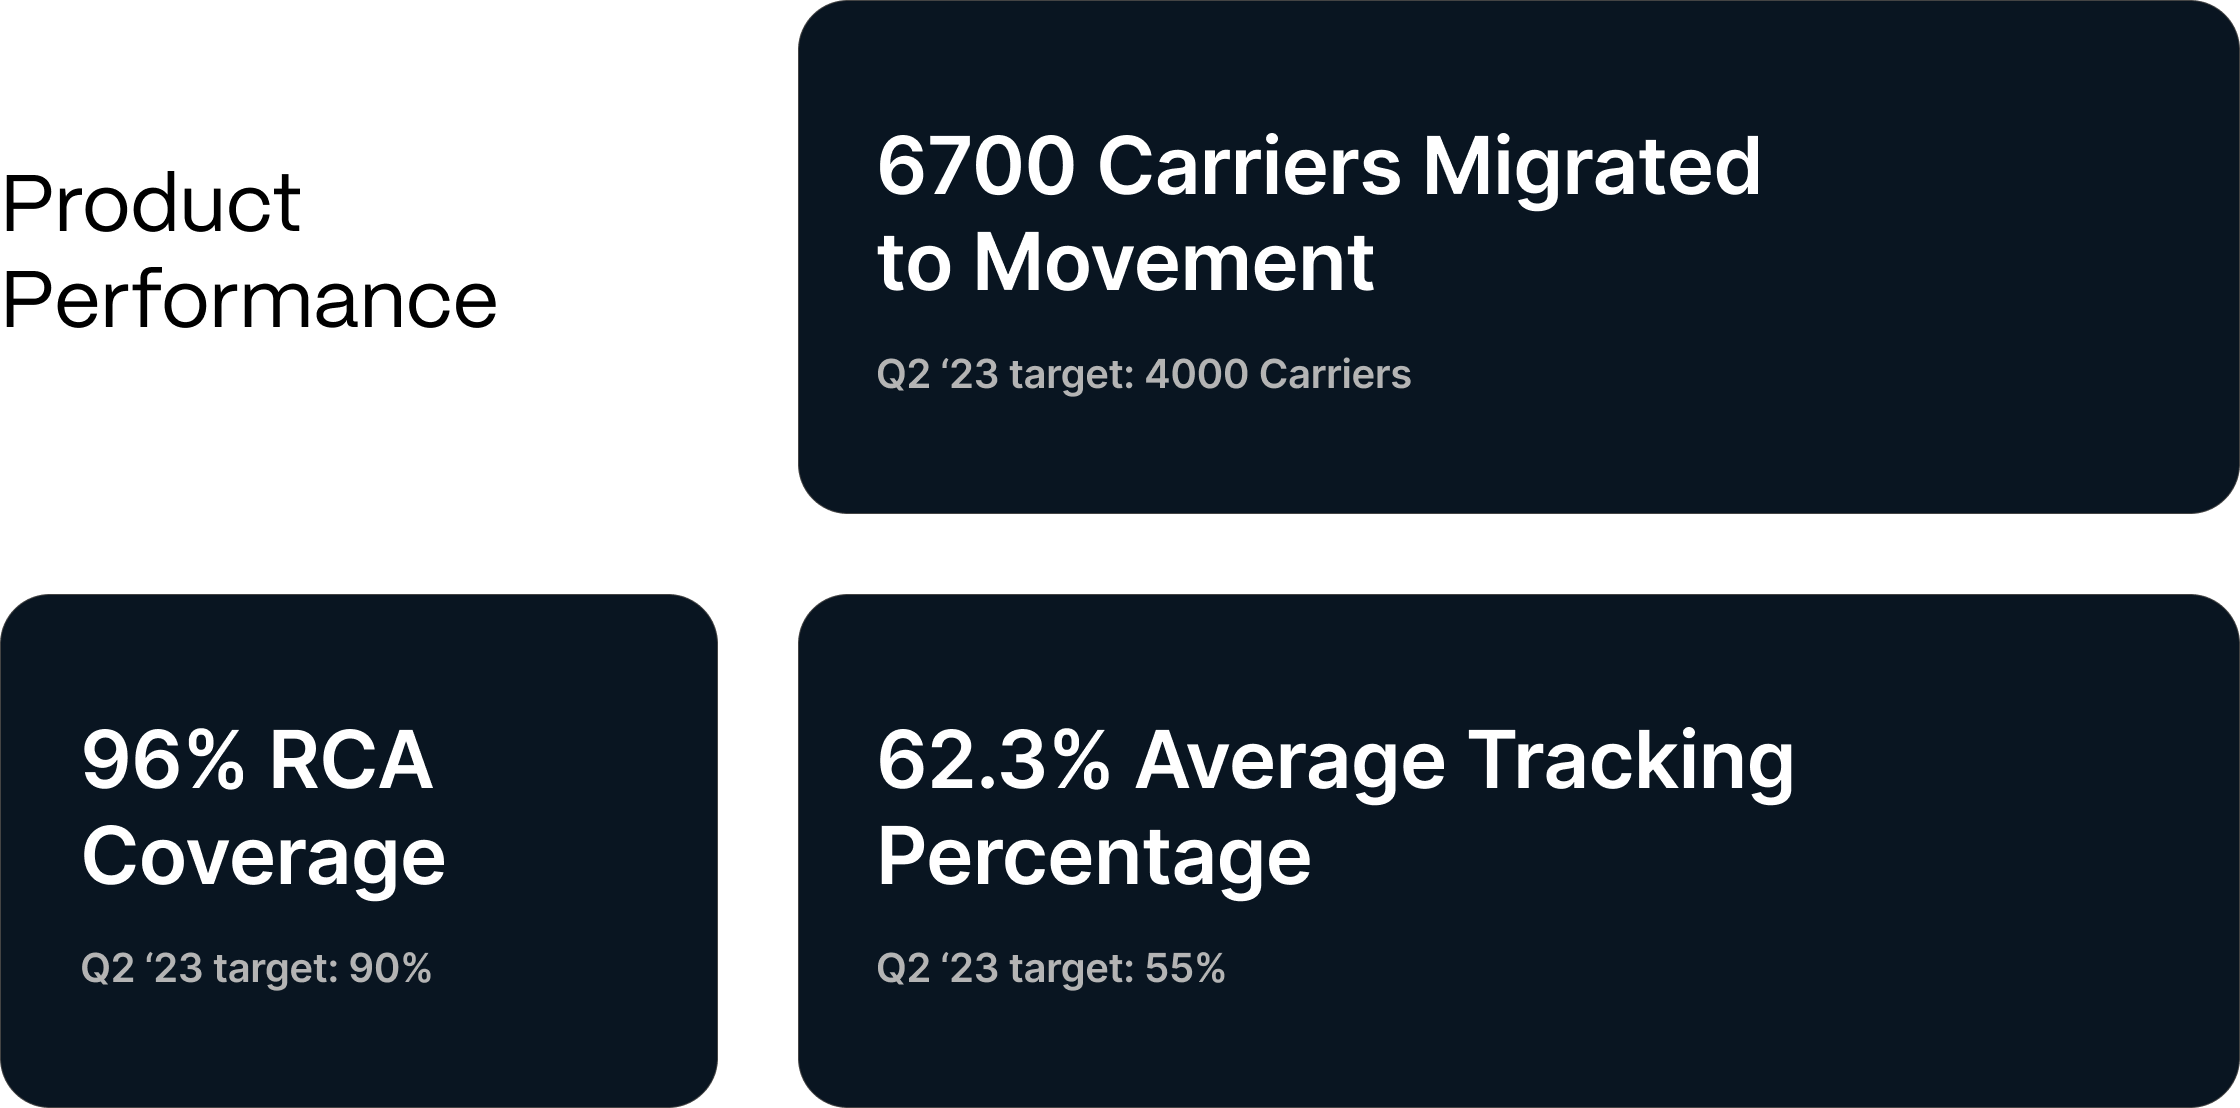 Product
Performance
6700 Carriers Migrated
to Movement
Q2 ‘23 target: 4000 Carriers
96% RCA
Coverage
Q2 ‘23 target: 90%
62.3% Average Tracking
Percentage
Q2 ‘23 target: 55%